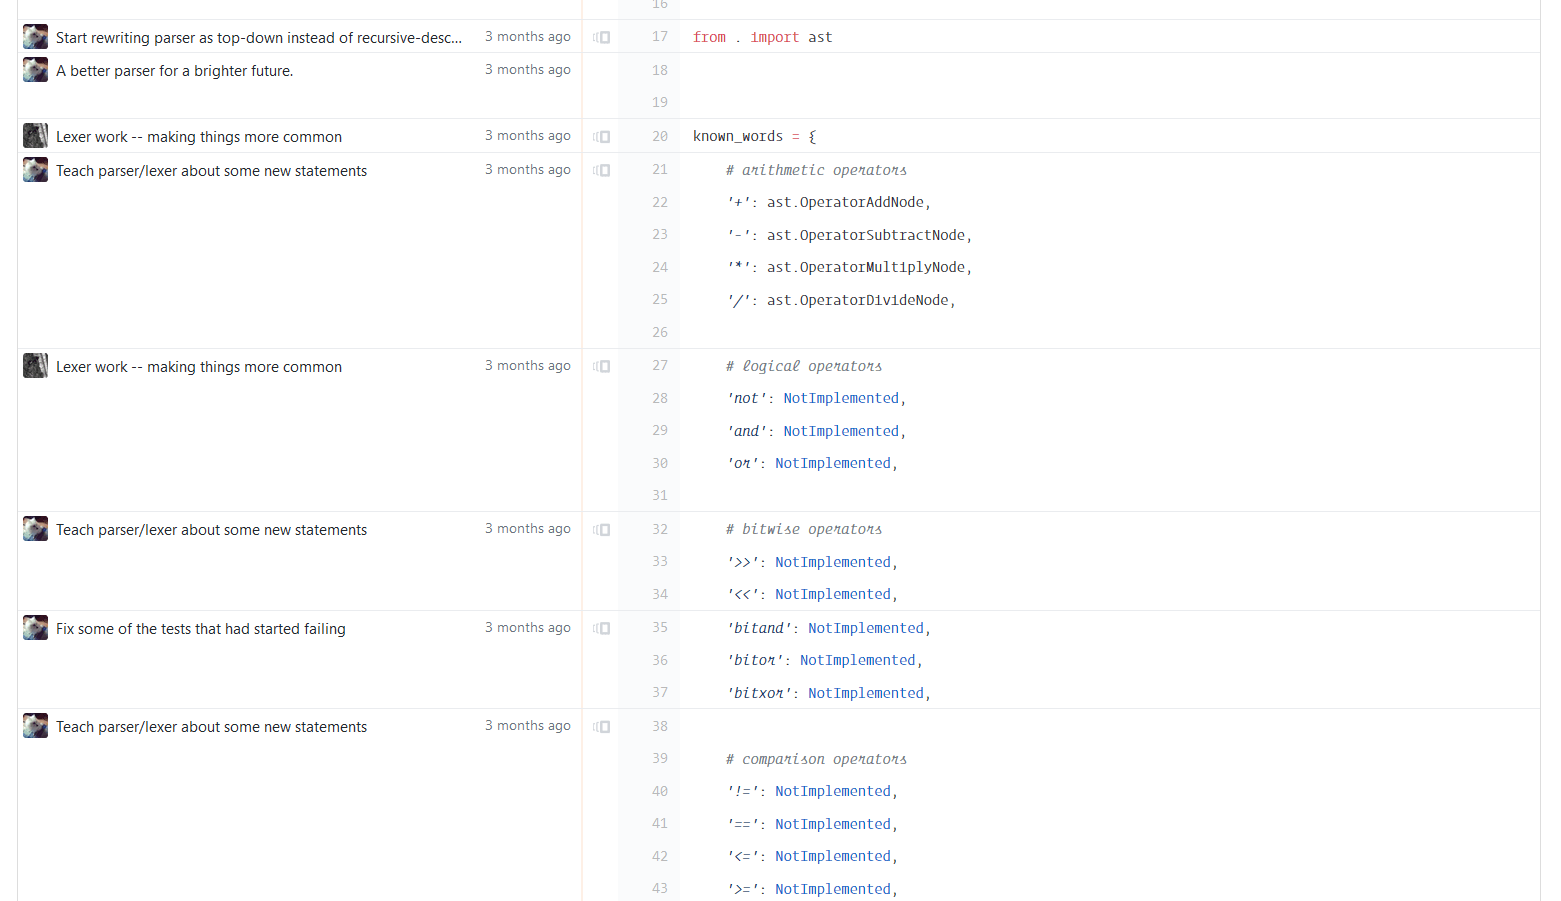 16
Start rewriting parser as top-down instead of recursive-desc... 3 months ago 17 from . import ast
A better parser for a brighter future. 3 months ago 18
19
Lexer work -- making things more common 3 months ago 20 known_words = {
Teach parser/lexer about some new statements 3 months ago 21 # arithmetic operators
22 '+': ast.OperatorAddNode,
23 '-': ast.OperatorSubtractNode,
24 '*': ast.OperatorMultiplyNode,
25 '/': ast.OperatorDivideNode,
26
Lexer work -- making things more common 3 months ago 27 # logical operators
28 'not': NotImplemented,
29 'and': NotImplemented,
30 'or': NotImplemented,
31
Teach parser/lexer about some new statements 3 months ago 32 # bitwise operators
33 '>>': NotImplemented,
34 '<<': NotImplemented,
Fix some of the tests that had started failing 3 months ago 35 'bitand': NotImplemented,
36 'bitor': NotImplemented,
37 'bitxor': NotImplemented,
Teach parser/lexer about some new statements 3 months ago 38
39 # comparison operators
40 '!=': NotImplemented,
41 '==': NotImplemented,
42 '<=': NotImplemented,
43 '>=': NotImplemented,